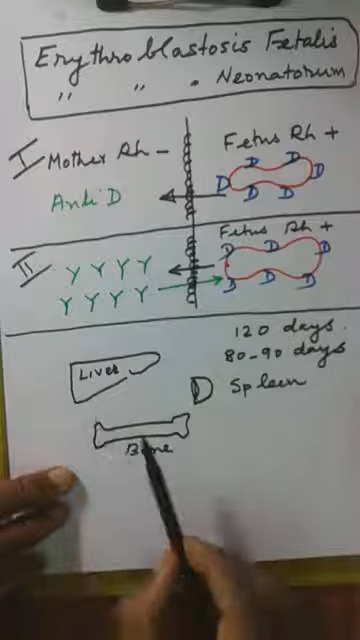 Erythroblastosis Fetalis
" " . Neonatorum
I Mother Rh -
Fetus Rh +
D D D D D D
Anti D
II
Fetus Rh +
D D D D D D
Y Y Y Y
Y Y Y Y
120 days.
80-90 days
Liver
Spleen
Bone